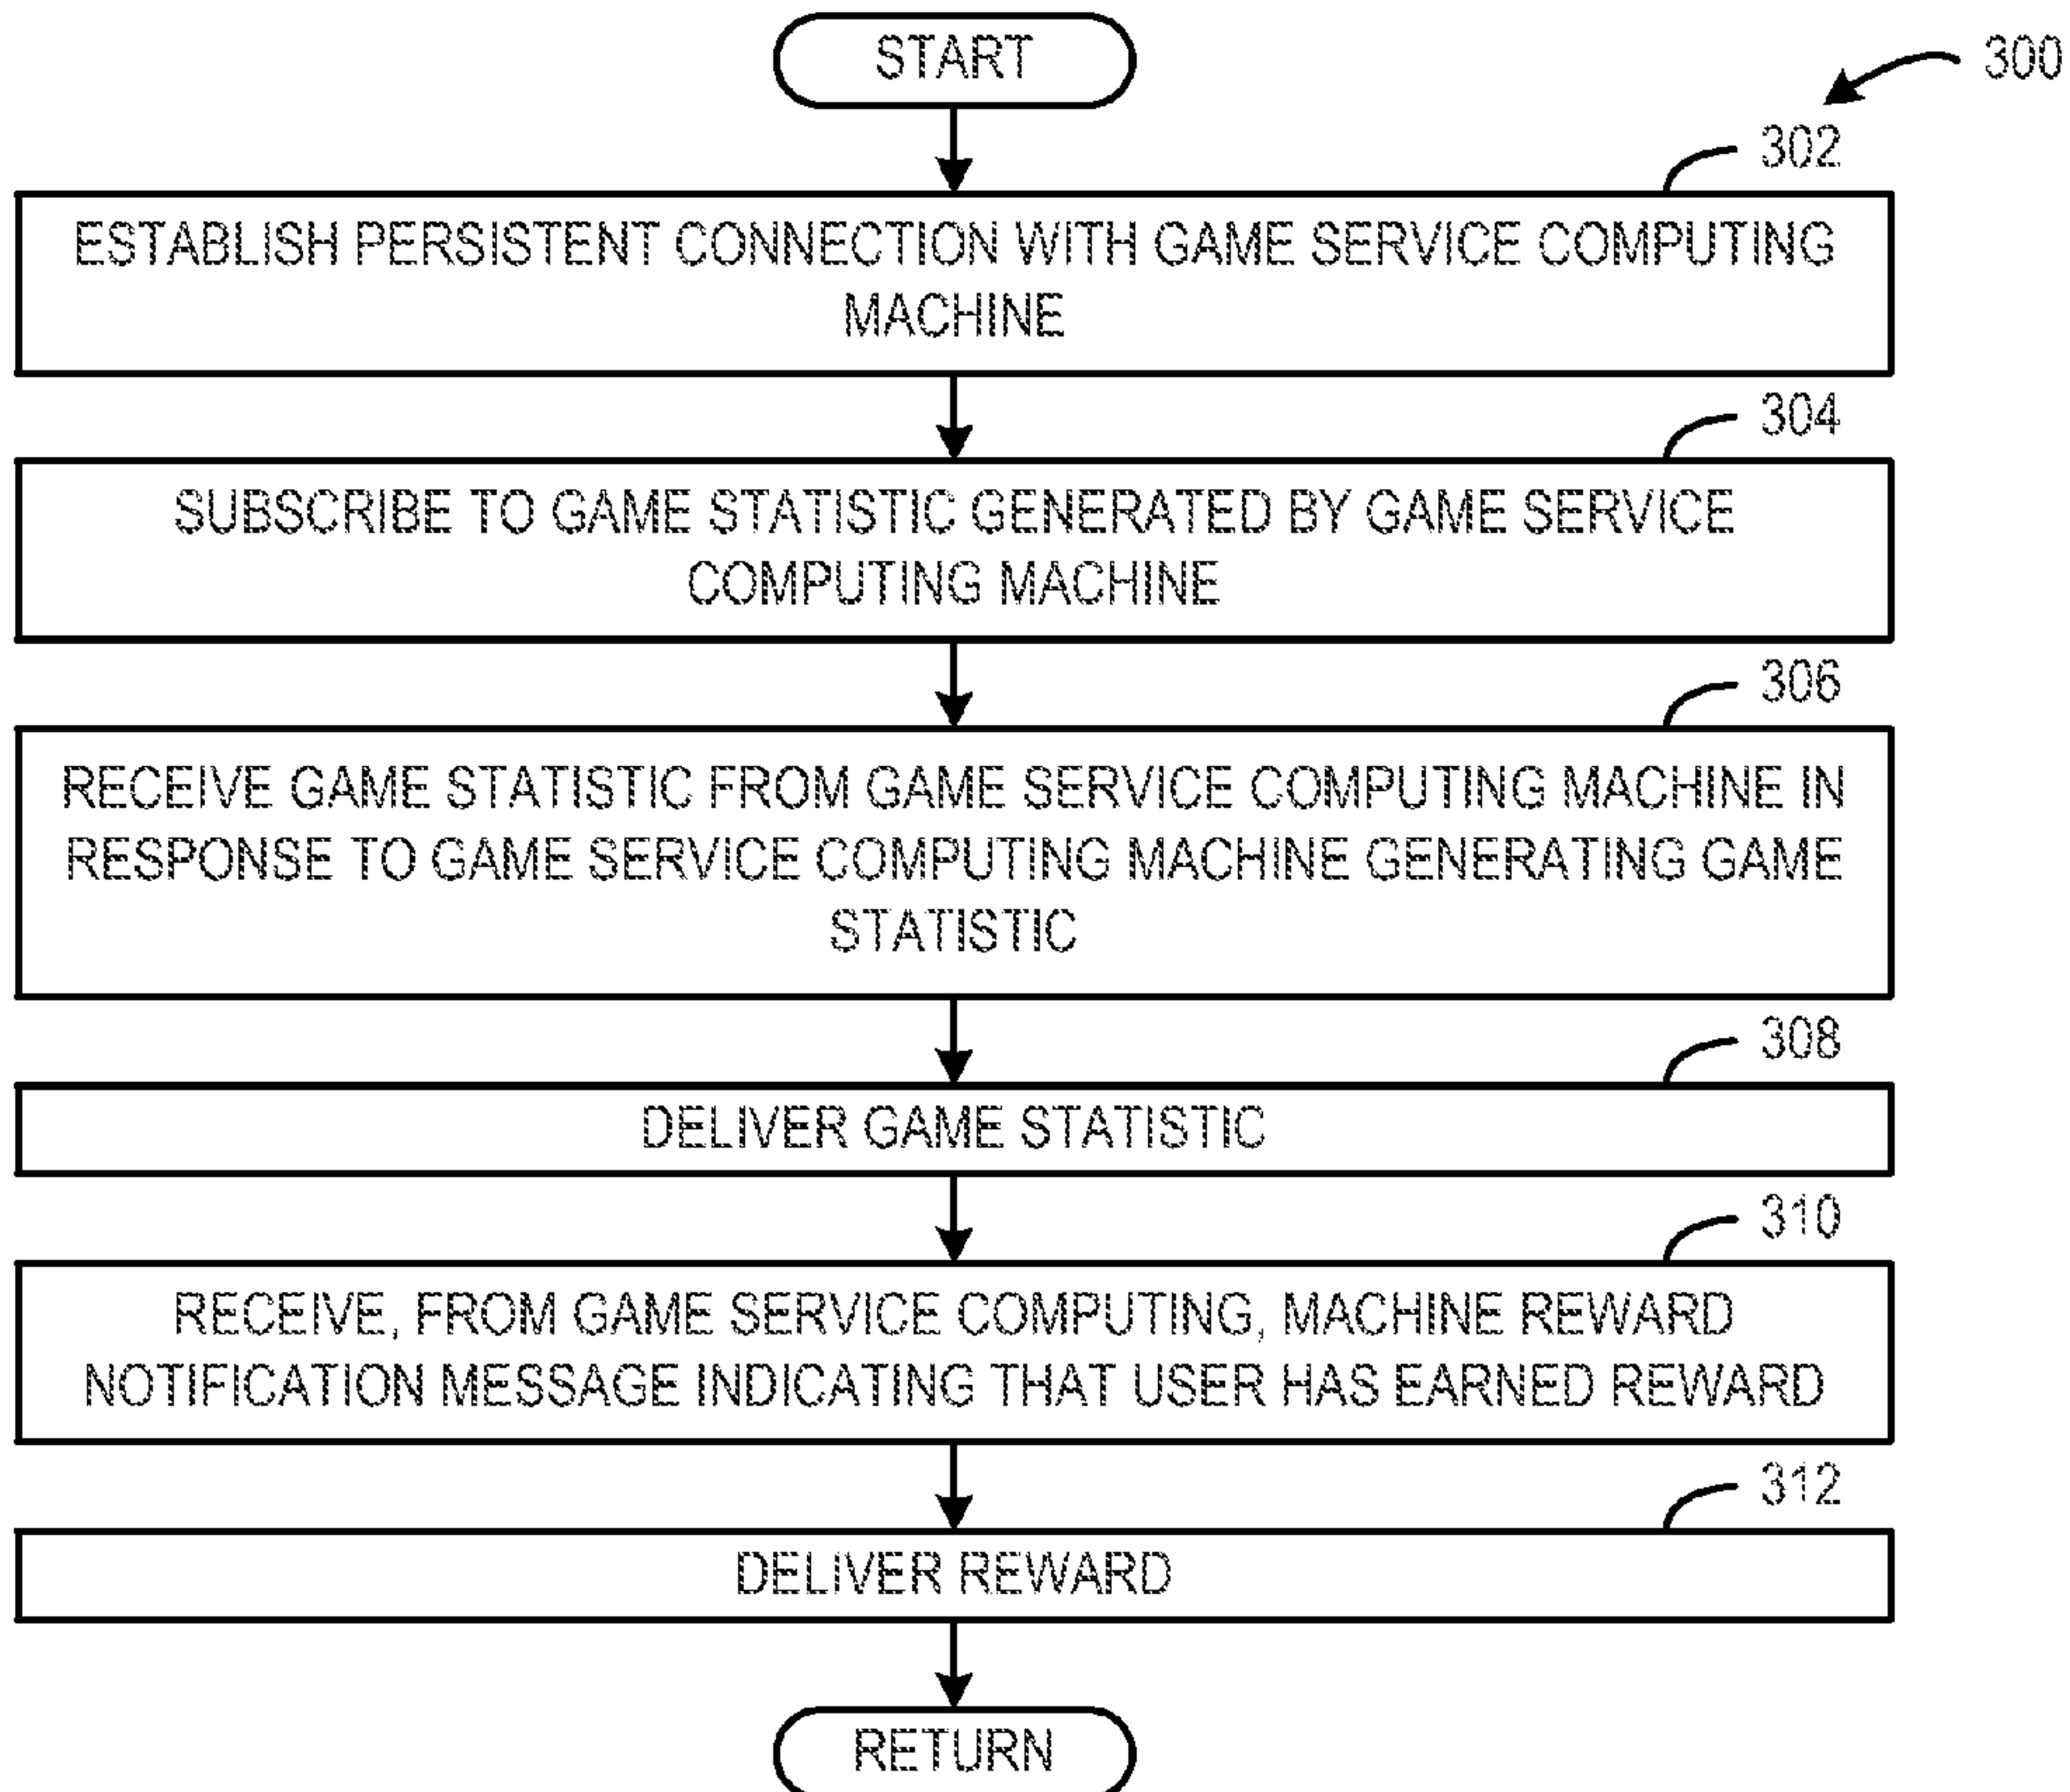 START
300
302
ESTABLISH PERSISTENT CONNECTION WITH GAME SERVICE COMPUTING
MACHINE
304
SUBSCRIBE TO GAME STATISTIC GENERATED BY GAME SERVICE
COMPUTING MACHINE
306
RECEIVE GAME STATISTIC FROM GAME SERVICE COMPUTING MACHINE IN
RESPONSE TO GAME SERVICE COMPUTING MACHINE GENERATING GAME
STATISTIC
308
DELIVER GAME STATISTIC
310
RECEIVE, FROM GAME SERVICE COMPUTING, MACHINE REWARD
NOTIFICATION MESSAGE INDICATING THAT USER HAS EARNED REWARD
312
DELIVER REWARD
RETURN